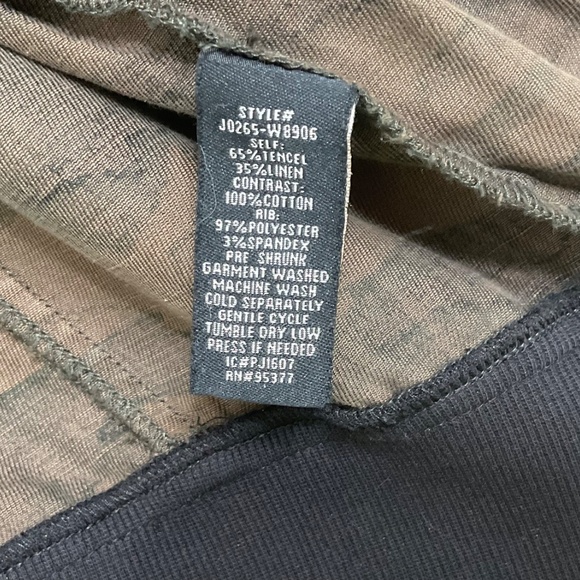 STYLE#
J0265-W8906
SELF:
65%TENCEL
35%LINEN
CONTRAST:
100%COTTON
RIB:
97%POLYESTER
3%SPANDEX
PRE SHRUNK
GARMENT WASHED
MACHINE WASH
COLD SEPARATELY
GENTLE CYCLE
TUMBLE DRY LOW
PRESS IF NEEDED
IC#PJ1607
RN#95377